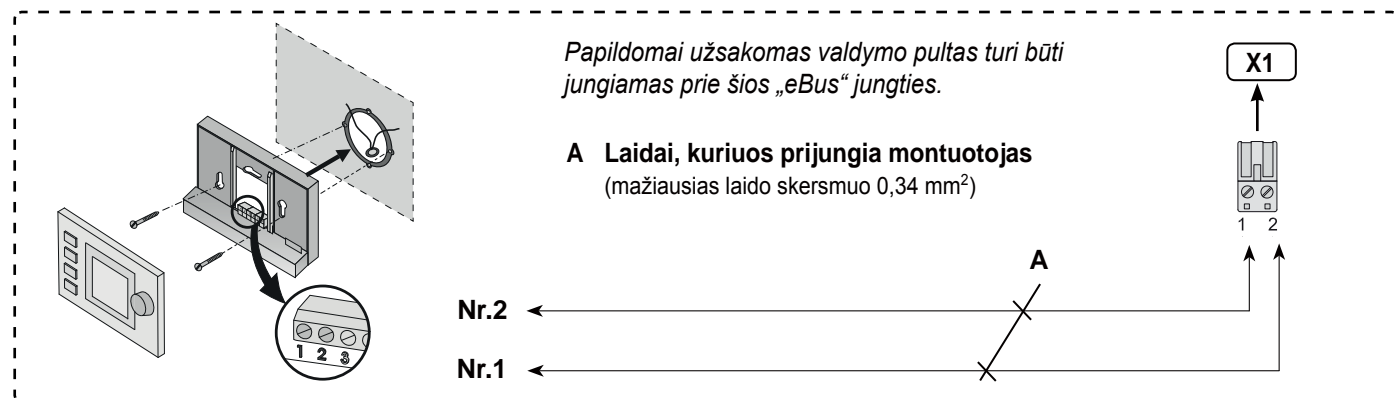 Papildomai užsakomas valdymo pultas turi būti
jungiamas prie šios „eBus“ jungties.
X1
A Laidai, kuriuos prijungia montuotojas
(mažiausias laido skersmuo 0,34 mm²)
1 2
A
Nr.2
1 2 3
Nr.1